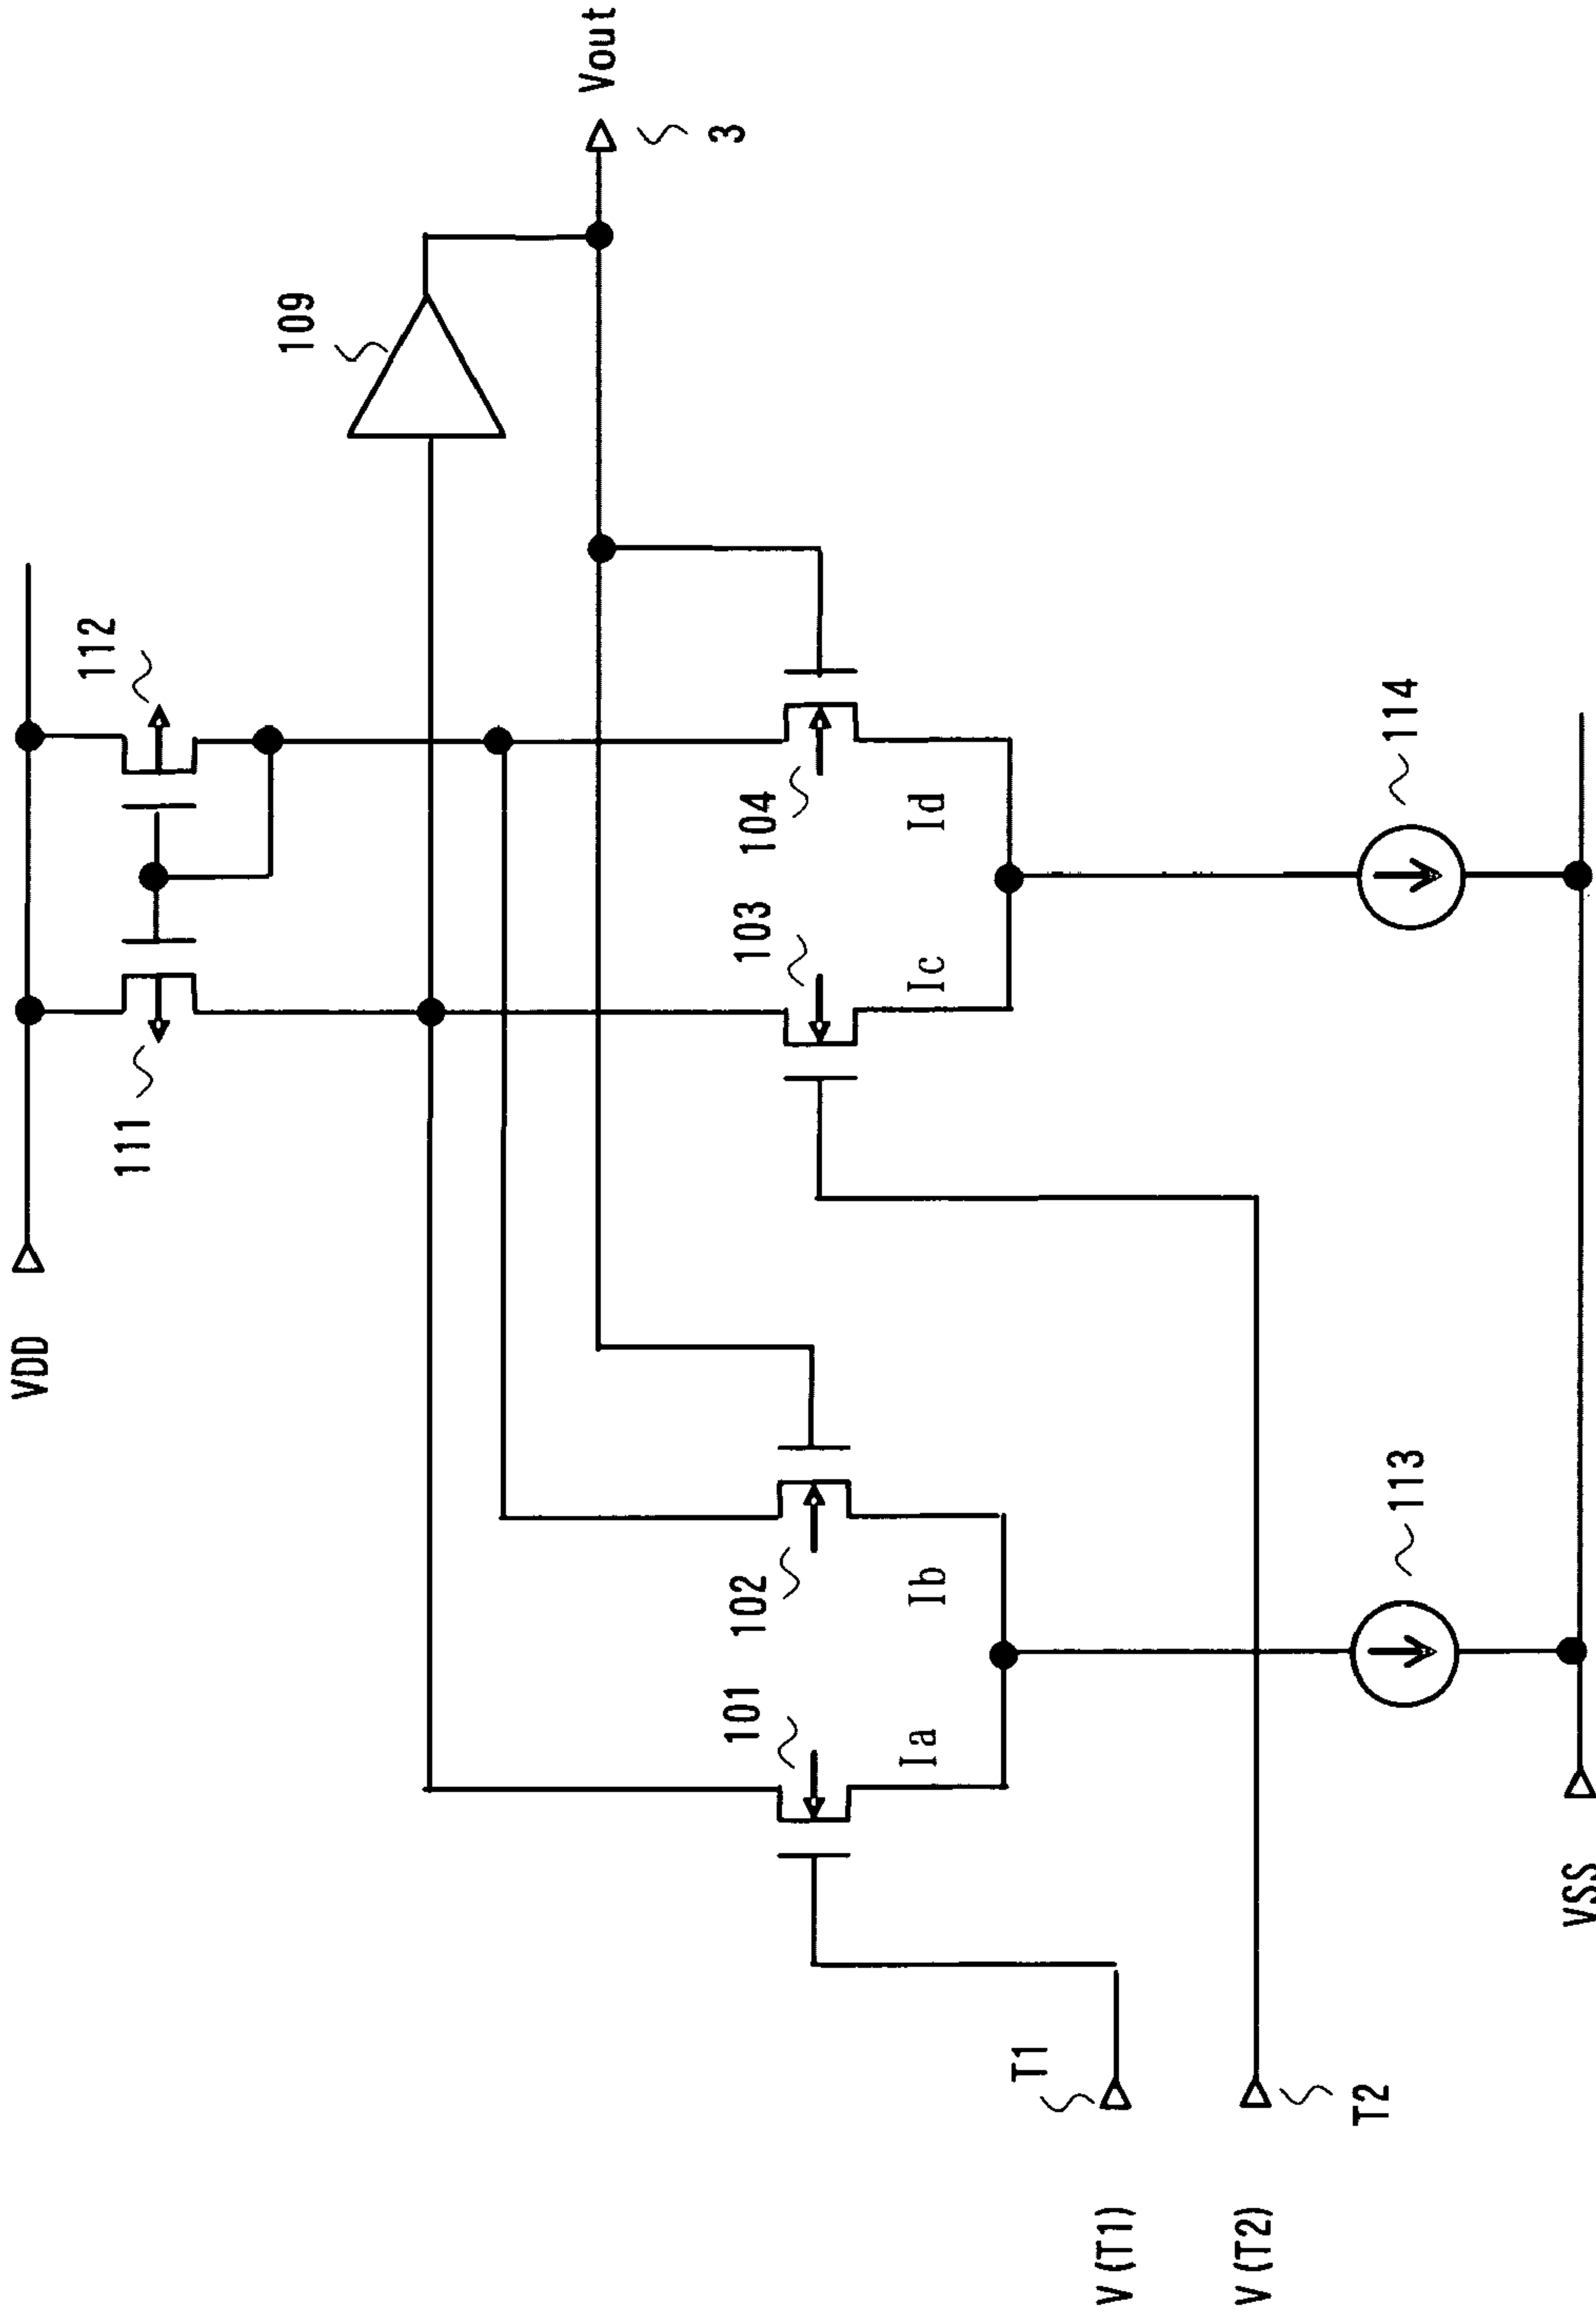 VDD
111
112
109
Vout
3
101
102
103
104
Ia
Ib
Ic
Id
T1
V (T1)
T2
V (T2)
113
114
VSS